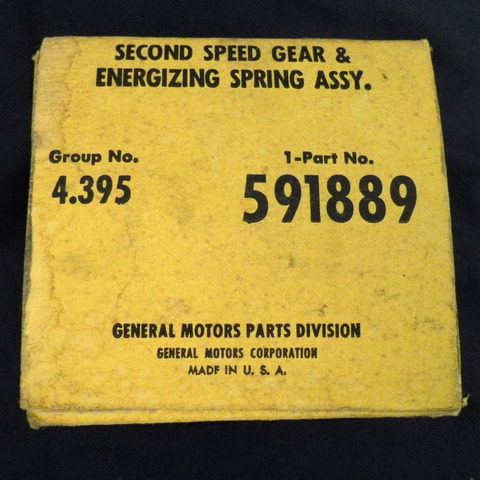 SECOND SPEED GEAR &
ENERGIZING SPRING ASSY.
Group No. 1-Part No.
4.395 591889
GENERAL MOTORS PARTS DIVISION
GENERAL MOTORS CORPORATION
MADE IN U. S. A.